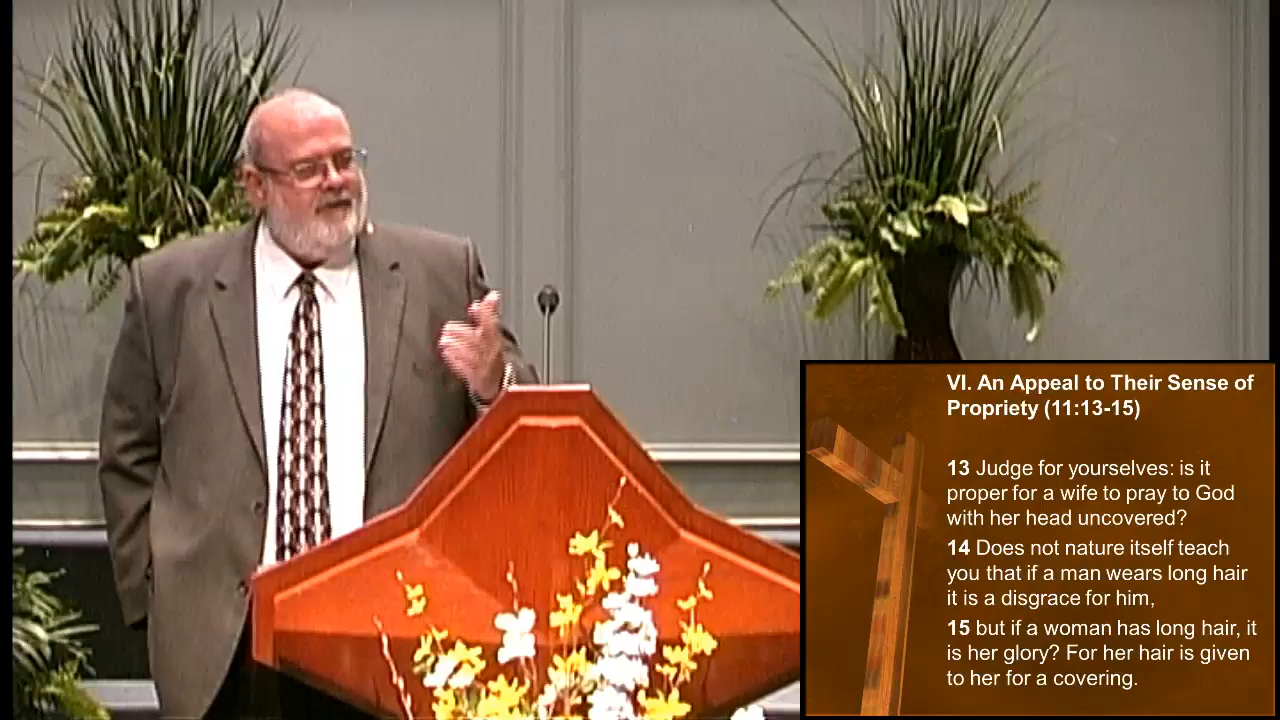 VI. An Appeal to Their Sense of
Propriety (11:13-15)
13 Judge for yourselves: is it
proper for a wife to pray to God
with her head uncovered?
14 Does not nature itself teach
you that if a man wears long hair
it is a disgrace for him,
15 but if a woman has long hair, it
is her glory? For her hair is given
to her for a covering.